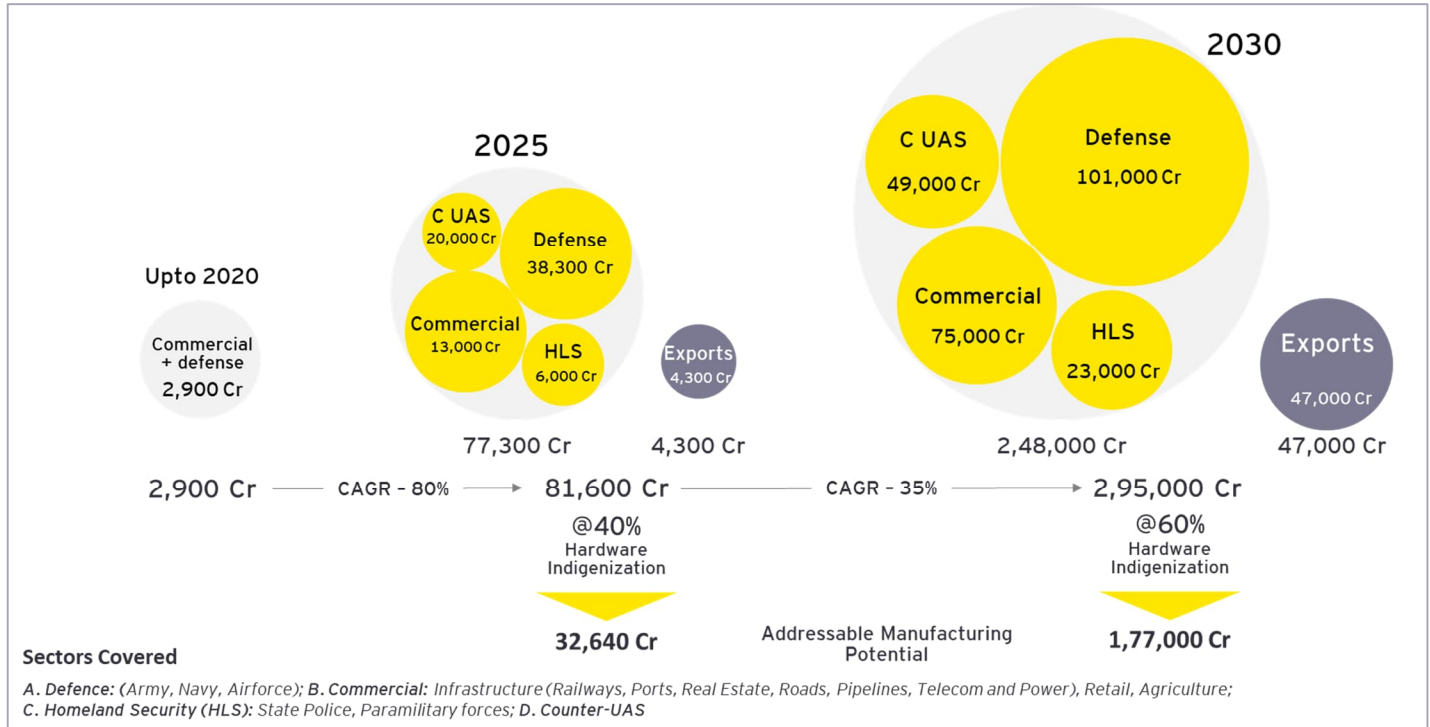 2030
2025
Upto 2020
Commercial
+ defense
2,900 Cr
C UAS
20,000 Cr
Defense
38,300 Cr
Commercial
13,000 Cr
HLS
6,000 Cr
Exports
4,300 Cr
C UAS
49,000 Cr
Defense
101,000 Cr
Commercial
75,000 Cr
HLS
23,000 Cr
Exports
47,000 Cr
77,300 Cr
4,300 Cr
2,48,000 Cr
47,000 Cr
2,900 Cr
CAGR – 80%
81,600 Cr
CAGR – 35%
2,95,000 Cr
@40%
Hardware
Indigenization
@60%
Hardware
Indigenization
32,640 Cr
Addressable Manufacturing
Potential
1,77,000 Cr
Sectors Covered
A. Defence: (Army, Navy, Airforce); B. Commercial: Infrastructure (Railways, Ports, Real Estate, Roads, Pipelines, Telecom and Power), Retail, Agriculture;
C. Homeland Security (HLS): State Police, Paramilitary forces; D. Counter-UAS